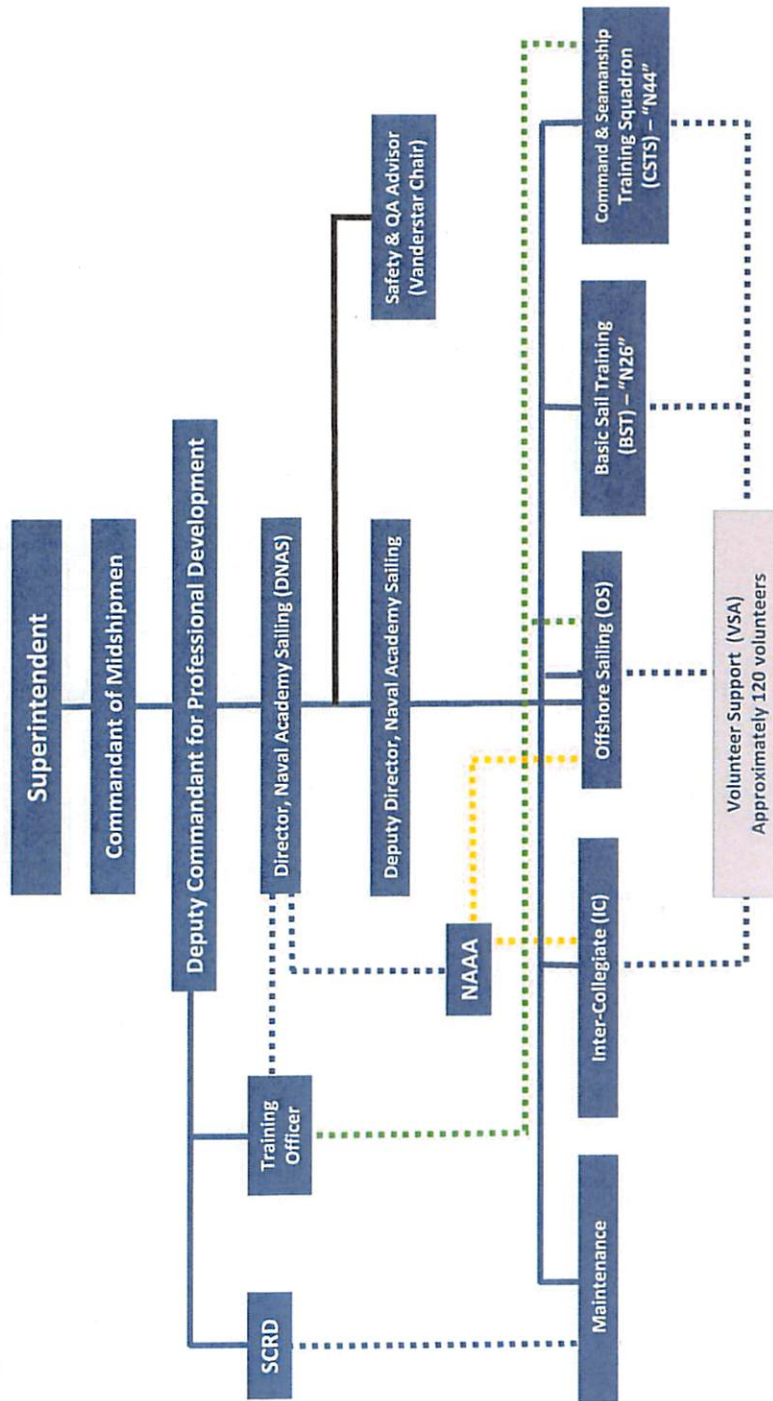 Superintendent
Commandant of Midshipmen
Deputy Commandant for Professional Development
SCRD
Training
Officer
Director, Naval Academy Sailing (DNAS)
Safety & QA Advisor
(Vanderstar Chair)
Deputy Director, Naval Academy Sailing
NAAA
Maintenance
Inter-Collegiate (IC)
Offshore Sailing (OS)
Basic Sail Training
(BST) – “N26”
Command & Seamanship
Training Squadron
(CSTS) – “N44”
Volunteer Support (VSA)
Approximately 120 volunteers